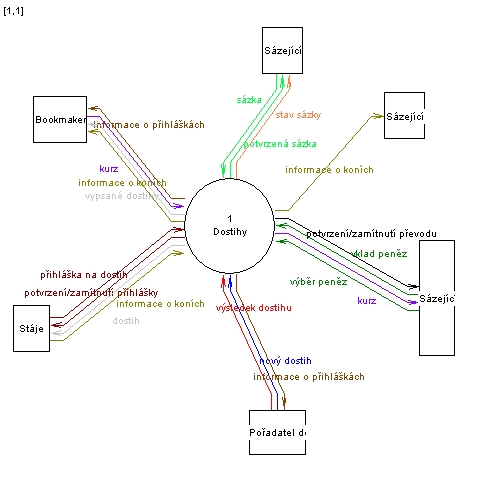 [1,1]
Sázející
sázka
stav sázky
potvrzená sázka
Bookmaker
informace o přihláškách
kurz
informace o koních
vypsané dostihy
Sázející
informace o koních
1
Dostihy
potvrzení/zamítnutí převodu
vklad peněz
výběr peněz
kurz
Sázejíc
přihláška na dostih
potvrzení/zamítnutí přihlášky
informace o koních
dostih
Stáje
výsledek dostihu
nový dostih
informace o přihláškách
Pořadatel do